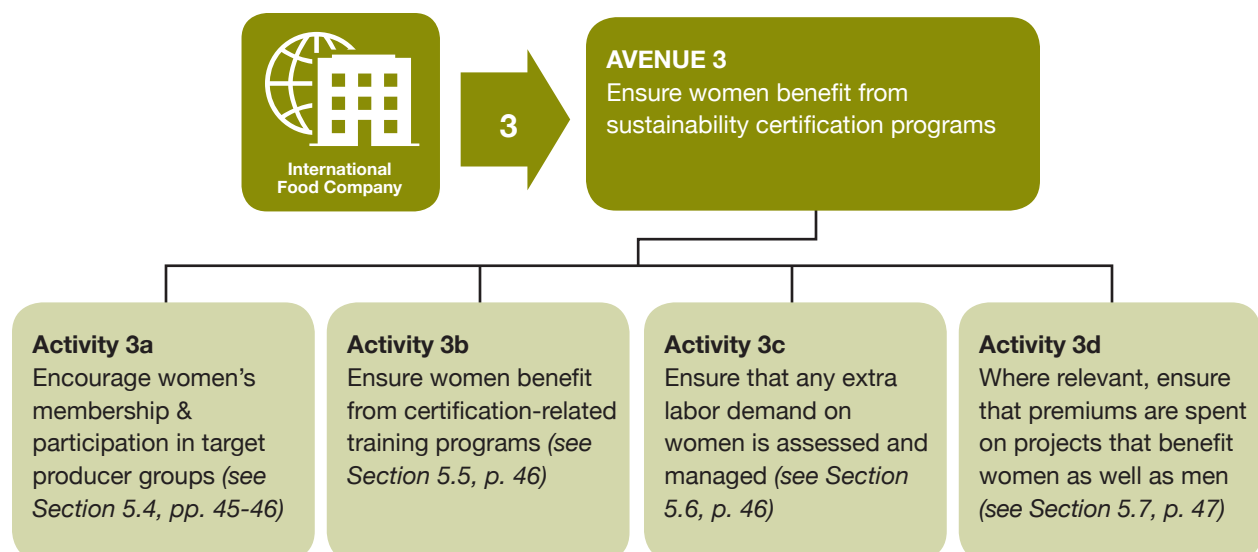 International
Food Company
3
AVENUE 3
Ensure women benefit from
sustainability certification programs
Activity 3a
Encourage women’s
membership &
participation in target
producer groups (see
Section 5.4, pp. 45-46)
Activity 3b
Ensure women benefit
from certification-related
training programs (see
Section 5.5, p. 46)
Activity 3c
Ensure that any extra
labor demand on
women is assessed and
managed (see Section
5.6, p. 46)
Activity 3d
Where relevant, ensure
that premiums are spent
on projects that benefit
women as well as men
(see Section 5.7, p. 47)